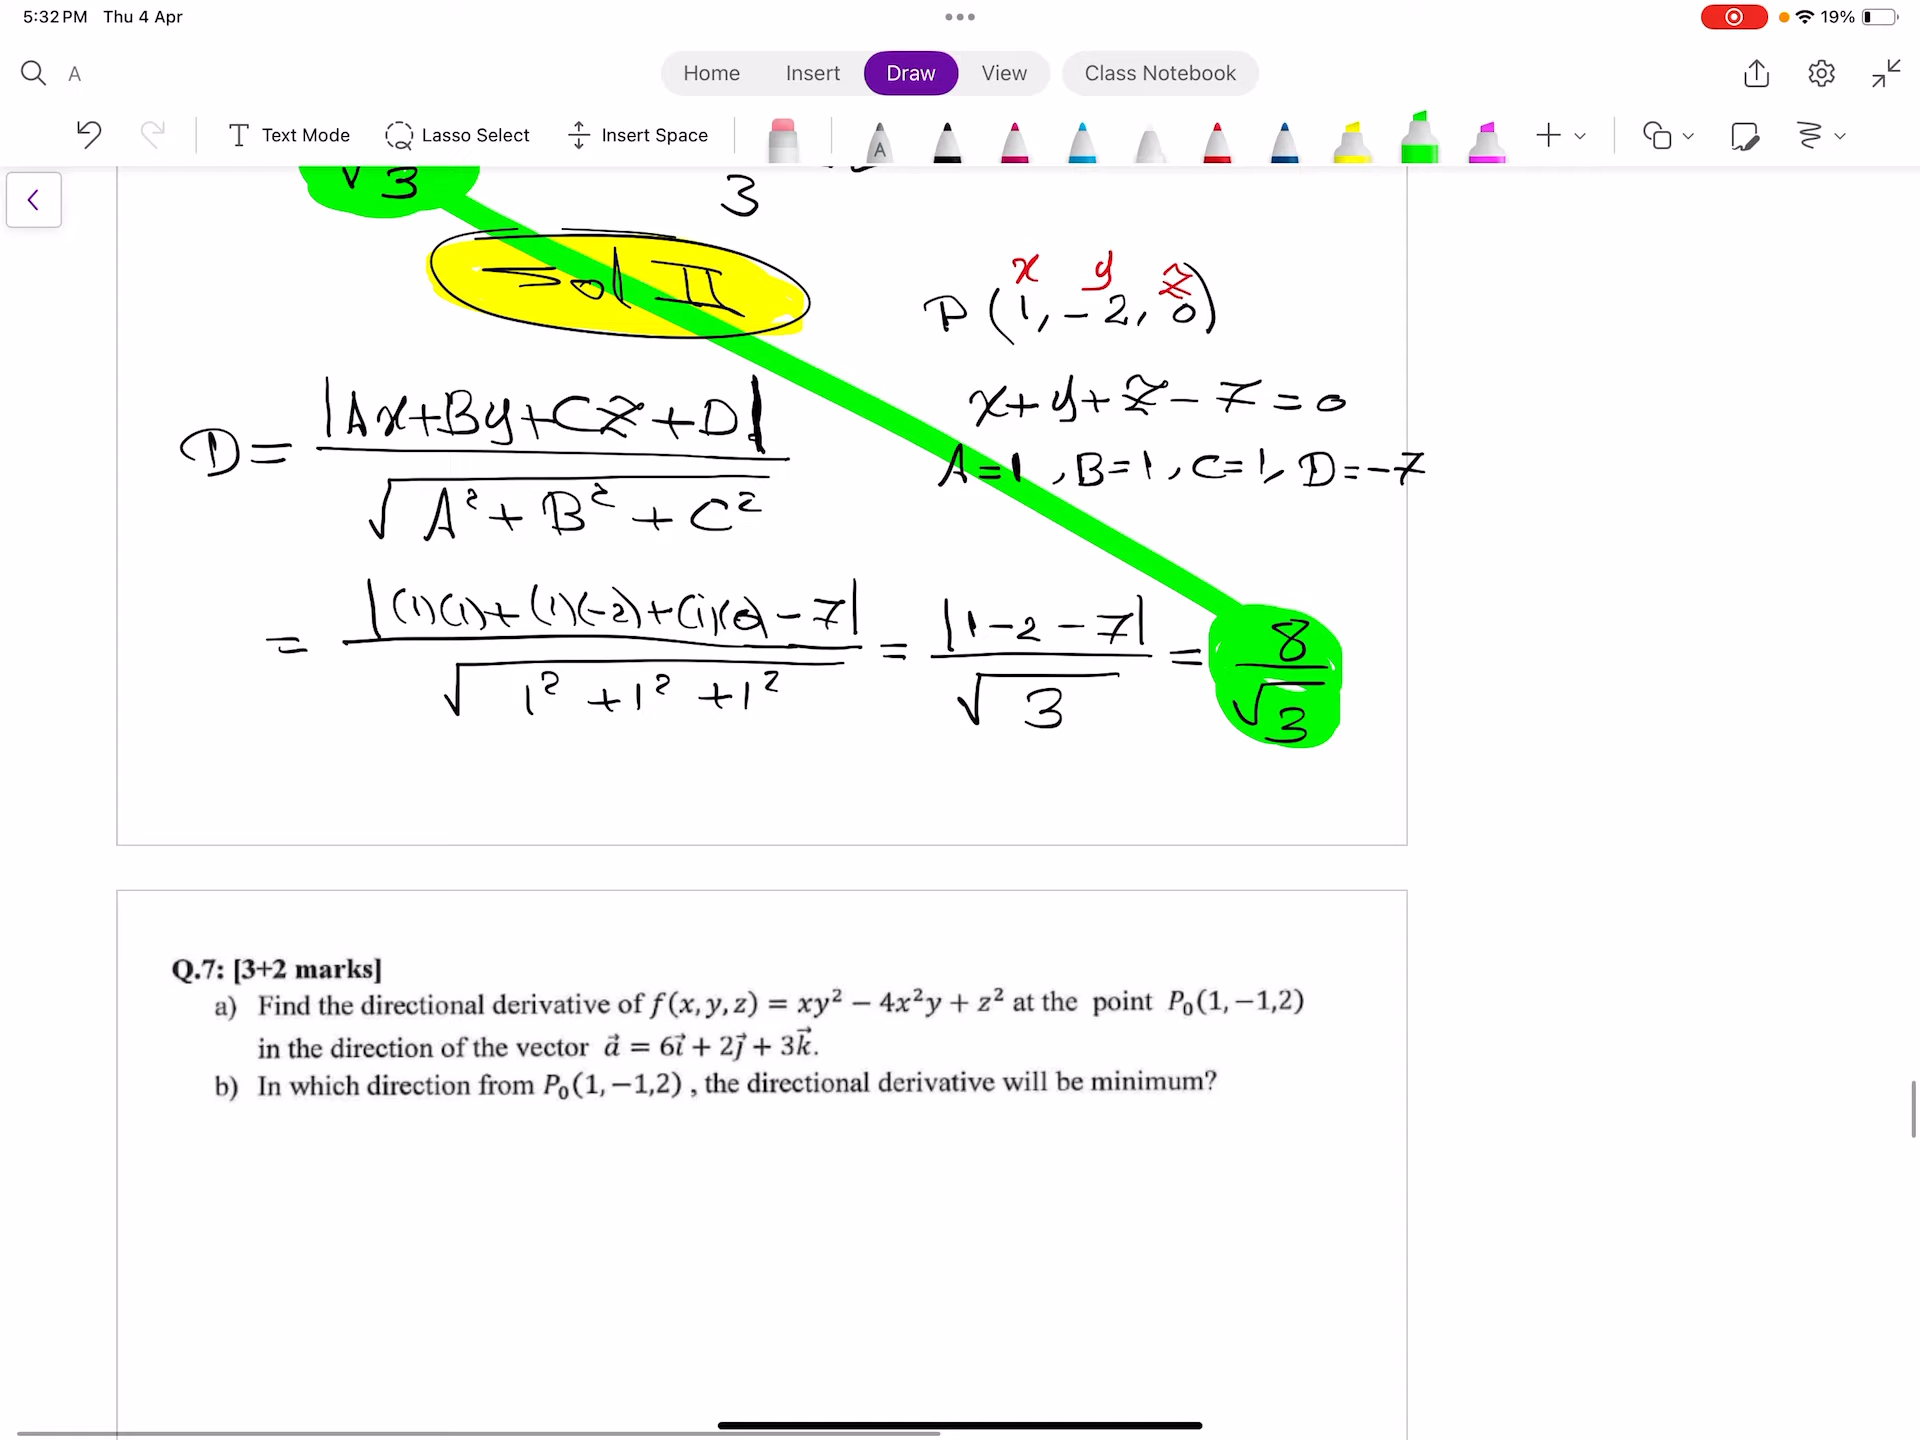 5:32 PM Thu 4 Apr
19%
A
Home Insert Draw View Class Notebook
Text Mode Lasso Select Insert Space
A
√3
3
Sol II
x y z
P(1, -2, 0)
x+y+z-7=0
A=1, B=1, C=1, D=-7
D= |Ax+By+Cz+D| / √A²+B²+C²
= |(1)(1)+(1)(-2)+(1)(0)-7| / √1²+1²+1² = |1-2-7| / √3 = 8/√3
Q.7: [3+2 marks]
a) Find the directional derivative of f(x, y, z) = xy² − 4x²y + z² at the point P₀(1, −1,2)
in the direction of the vector a⃗ = 6i⃗ + 2j⃗ + 3k⃗.
b) In which direction from P₀(1, −1,2) , the directional derivative will be minimum?